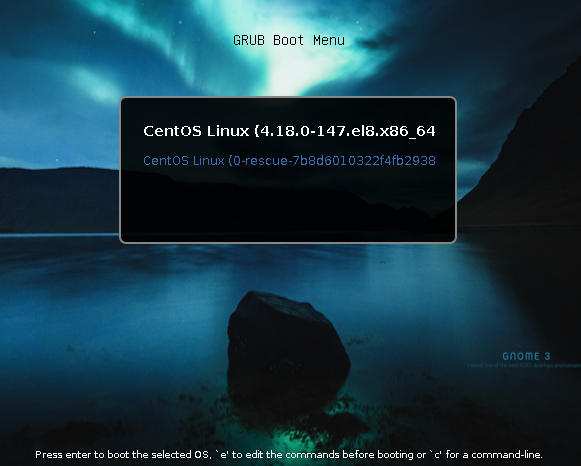 GRUB Boot Menu
CentOS Linux (4.18.0-147.el8.x86_64
CentOS Linux (0-rescue-7b8d6010322f4fb2938
GNOME 3
Press enter to boot the selected OS, `e' to edit the commands before booting or `c' for a command-line.